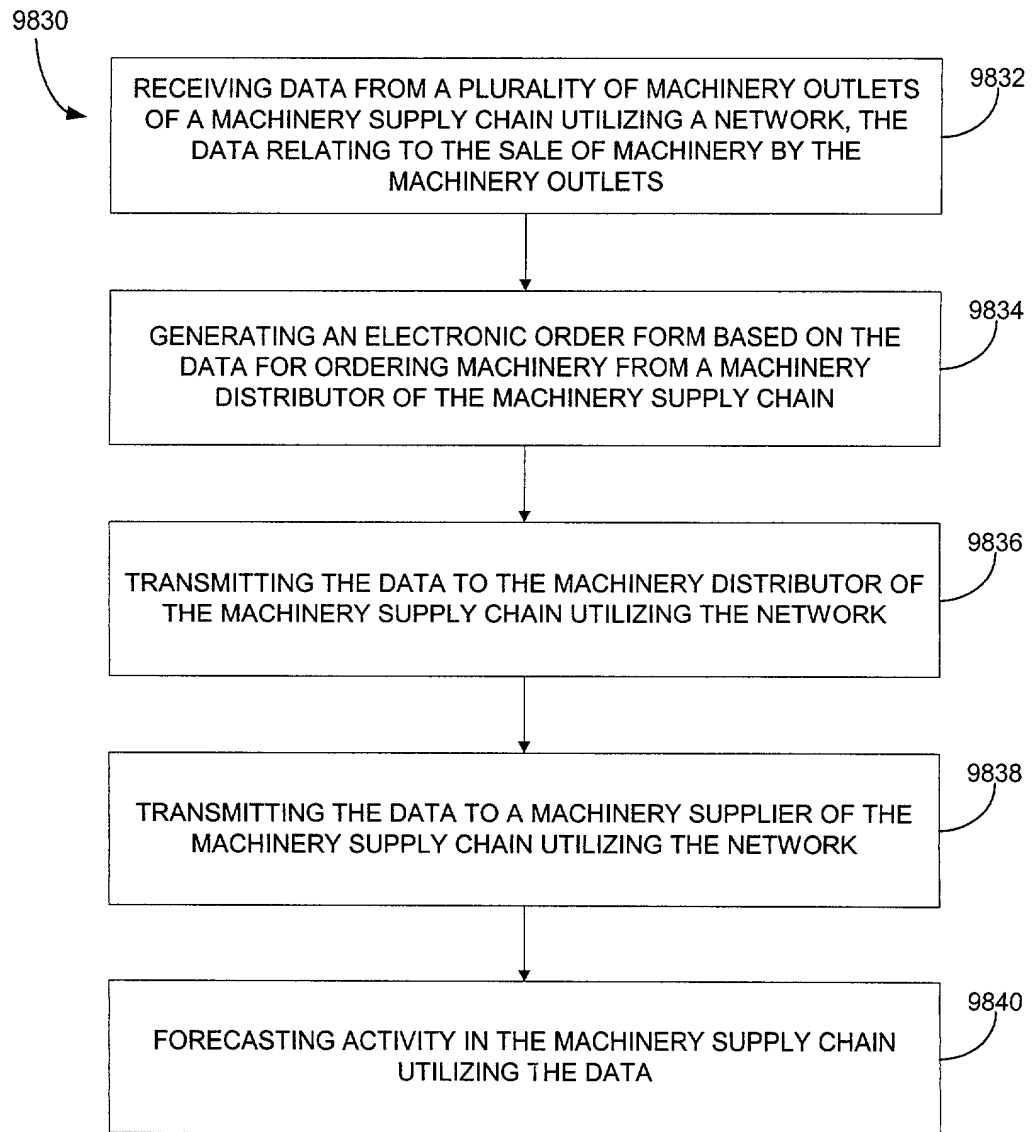 9830
RECEIVING DATA FROM A PLURALITY OF MACHINERY OUTLETS
OF A MACHINERY SUPPLY CHAIN UTILIZING A NETWORK, THE
DATA RELATING TO THE SALE OF MACHINERY BY THE
MACHINERY OUTLETS
9832
GENERATING AN ELECTRONIC ORDER FORM BASED ON THE
DATA FOR ORDERING MACHINERY FROM A MACHINERY
DISTRIBUTOR OF THE MACHINERY SUPPLY CHAIN
9834
TRANSMITTING THE DATA TO THE MACHINERY DISTRIBUTOR OF
THE MACHINERY SUPPLY CHAIN UTILIZING THE NETWORK
9836
TRANSMITTING THE DATA TO A MACHINERY SUPPLIER OF THE
MACHINERY SUPPLY CHAIN UTILIZING THE NETWORK
9838
FORECASTING ACTIVITY IN THE MACHINERY SUPPLY CHAIN
UTILIZING THE DATA
9840